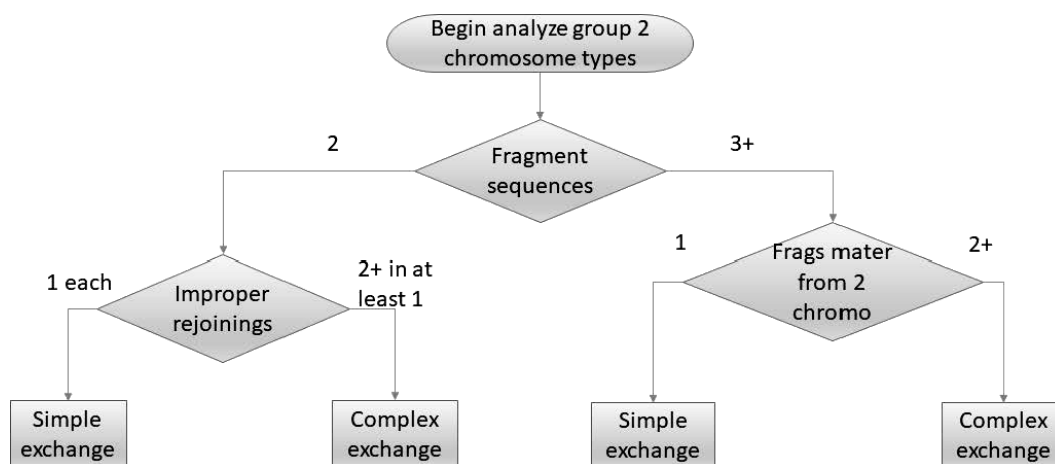 Begin analyze group 2
chromosome types
2
3+
Fragment
sequences
1
Frags mater
from 2
chromo
2+
1 each
Improper
rejoinings
2+ in at
least 1
Simple
exchange
Complex
exchange
Simple
exchange
Complex
exchange